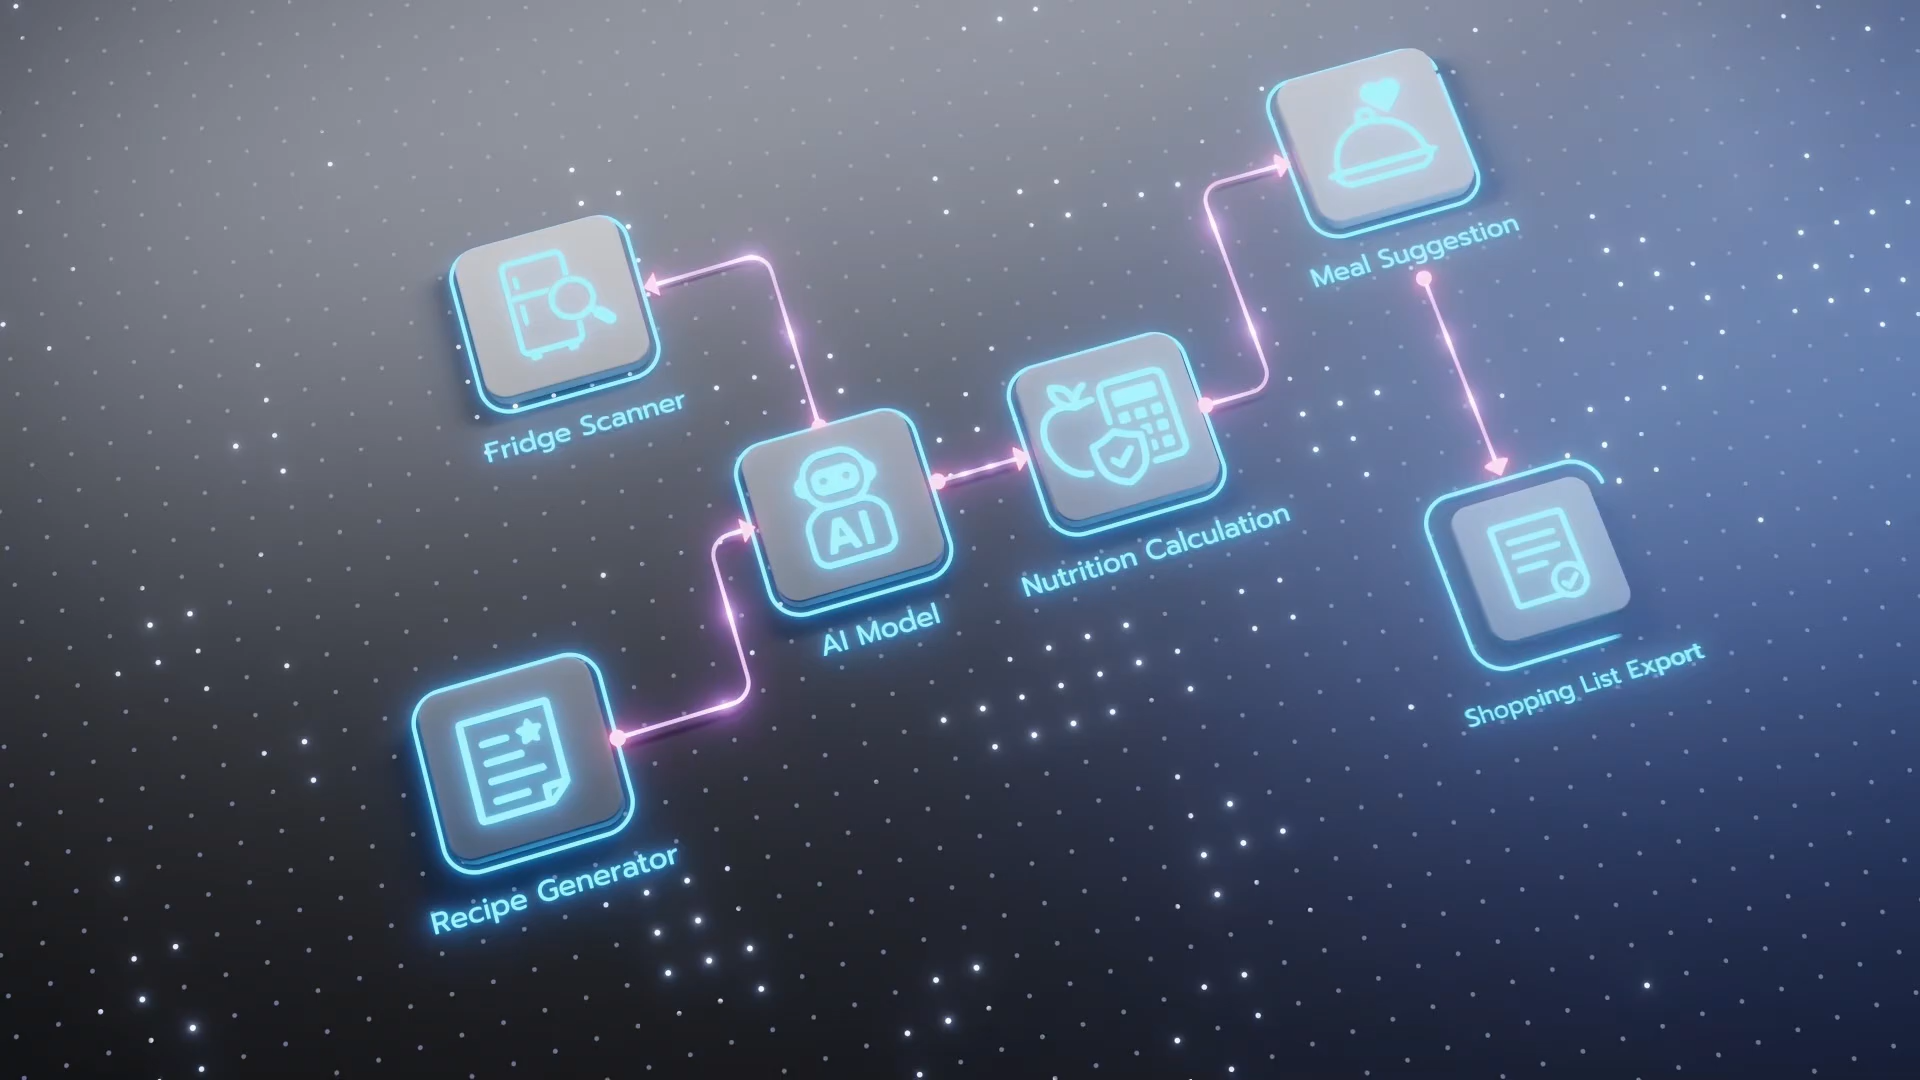 Meal Suggestion
Fridge Scanner
AI
AI Model
Nutrition Calculation
Shopping List Export
Recipe Generator